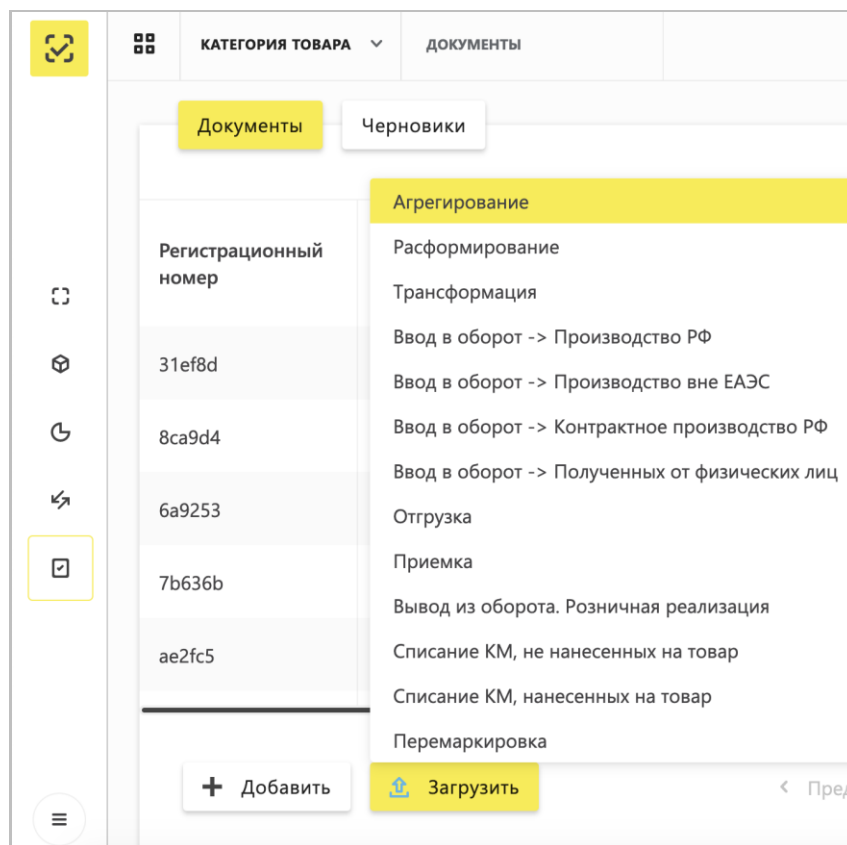 КАТЕГОРИЯ ТОВАРА
ДОКУМЕНТЫ
Документы
Черновики
Регистрационный
номер
31ef8d
8ca9d4
6a9253
7b636b
ae2fc5
Агрегирование
Расформирование
Трансформация
Ввод в оборот -> Производство РФ
Ввод в оборот -> Производство вне ЕАЭС
Ввод в оборот -> Контрактное производство РФ
Ввод в оборот -> Полученных от физических лиц
Отгрузка
Приемка
Вывод из оборота. Розничная реализация
Списание КМ, не нанесенных на товар
Списание КМ, нанесенных на товар
Перемаркировка
Добавить
Загрузить